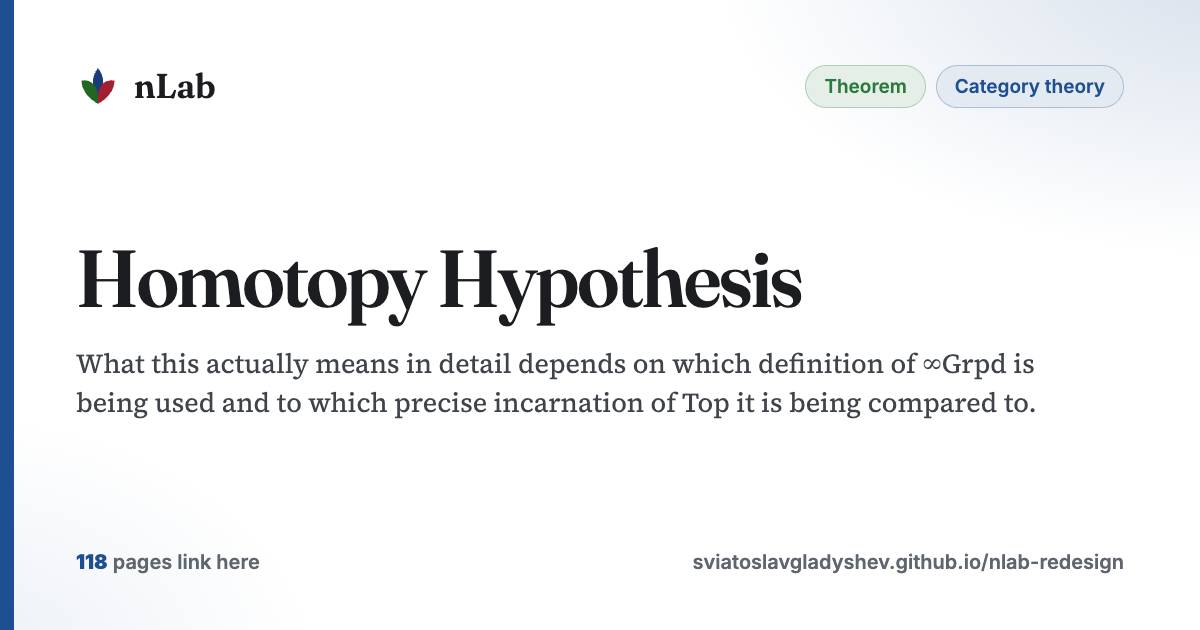 nLab
Theorem
Category theory
Homotopy Hypothesis
What this actually means in detail depends on which definition of ∞Grpd is
being used and to which precise incarnation of Top it is being compared to.
118 pages link here
sviatoslavgladyshev.github.io/nlab-redesign